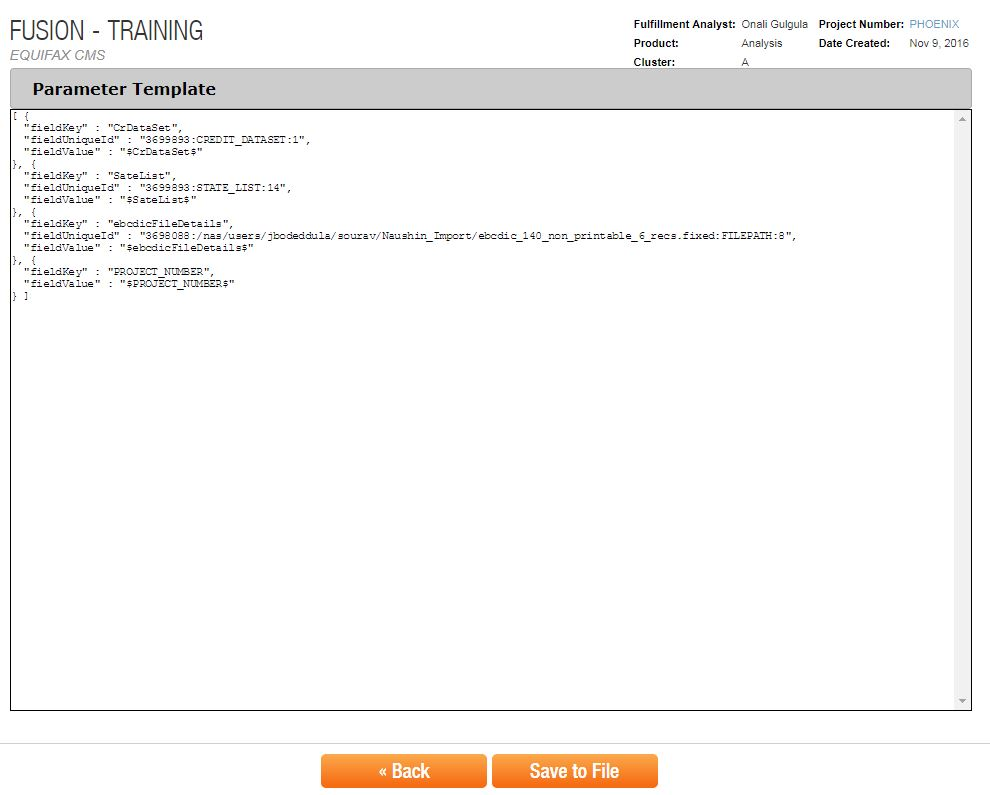 FUSION - TRAINING
EQUIFAX CMS
Fulfillment Analyst: Onali Gulgula Project Number: PHOENIX
Product: Analysis Date Created: Nov 9, 2016
Cluster: A
Parameter Template
[ {
"fieldKey" : "CrDataSet",
"fieldUniqueId" : "3699893:CREDIT_DATASET:1",
"fieldValue" : "$CrDataSet$"
}, {
"fieldKey" : "SateList",
"fieldUniqueId" : "3699893:STATE_LIST:14",
"fieldValue" : "$SateList$"
}, {
"fieldKey" : "ebcdicFileDetails",
"fieldUniqueId" : "3698088:/nas/users/jbodeddula/sourav/Naushin_Import/ebcdic_140_non_printable_6_recs.fixed:FILEPATH:8",
"fieldValue" : "$ebcdicFileDetails$"
}, {
"fieldKey" : "PROJECT_NUMBER",
"fieldValue" : "$PROJECT_NUMBER$"
} ]
« Back Save to File